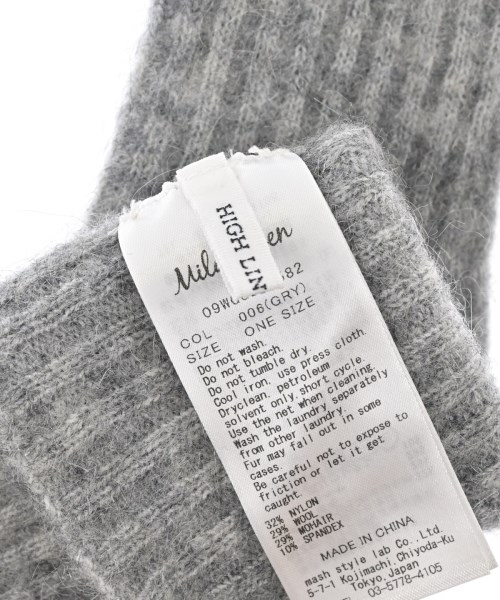 HIGH LIN
09W
82
COL 006(GRY)
SIZE ONE SIZE
Do not wash.
Do not bleach.
Do not tumble dry.
Cool iron, use press cloth.
Dryclean, petroleum
solvent only,short cycle.
Use the net when cleaning.
Wash the laundry separately
from other laundry.
Fur may fall out in some
cases.
Be careful not to expose to
friction or let it get
caught.
32% NYLON
29% WOOL
29% MOHAIR
10% SPANDEX
MADE IN CHINA
mash style lab Co.,Ltd.
5-7-1 Kojimachi,Chiyoda-Ku
Tokyo,Japan
03-5778-4105